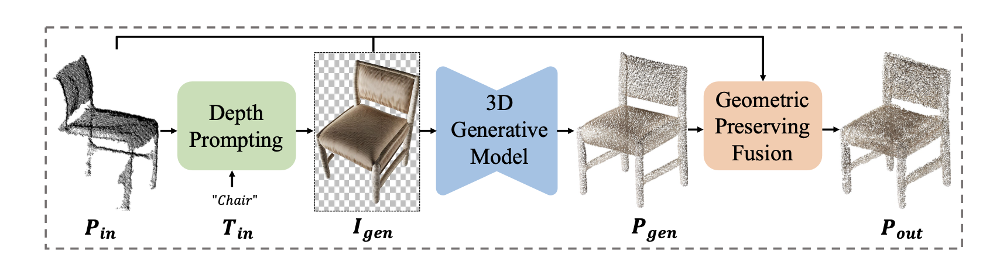 Depth
Prompting
"Chair"
3D
Generative
Model
Geometric
Preserving
Fusion
P_in
T_in
I_gen
P_gen
P_out